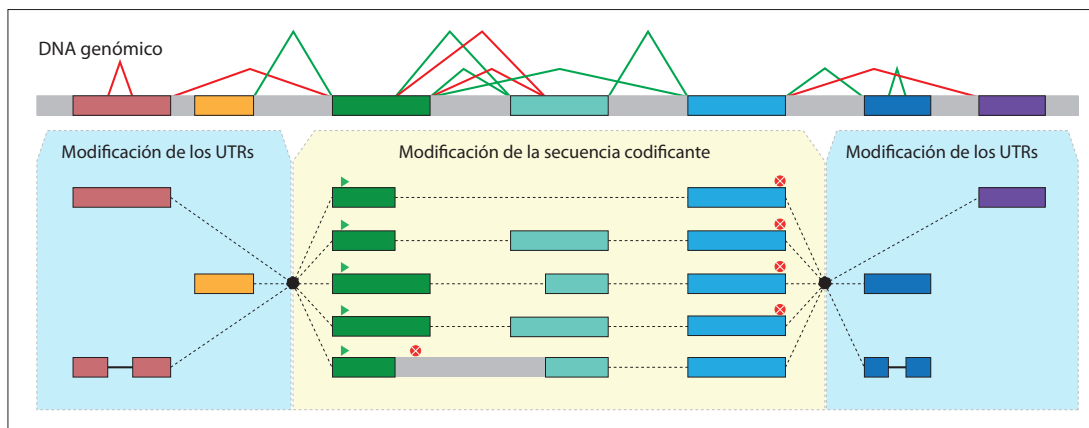 DNA genómico
Modificación de los UTRs
Modificación de la secuencia codificante
Modificación de los UTRs